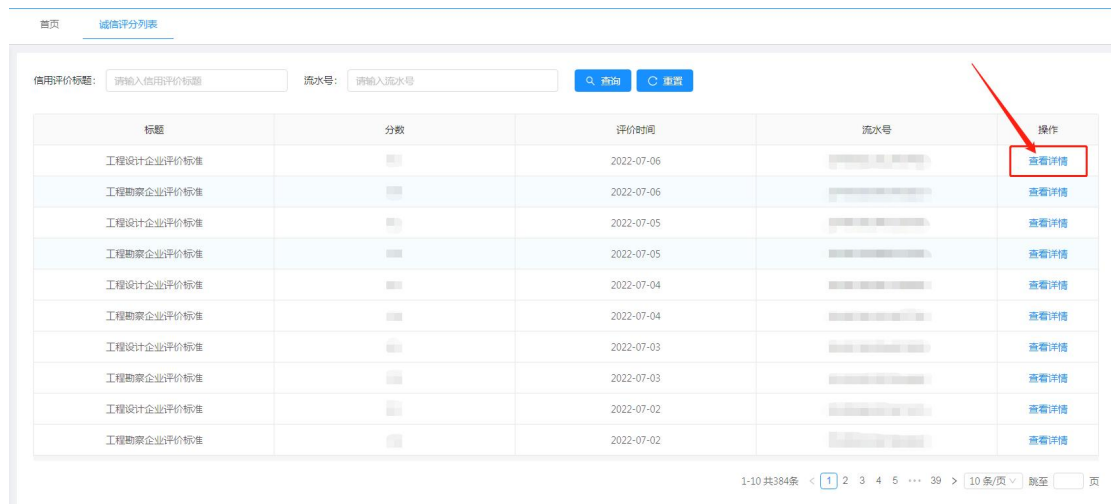 首页 诚信评分列表
信用评价标题： 请输入信用评价标题 流水号： 请输入流水号 查询 重置
标题 分数 评价时间 流水号 操作
工程设计企业评价标准 2022-07-06 查看详情
工程勘察企业评价标准 2022-07-06 查看详情
工程设计企业评价标准 2022-07-05 查看详情
工程勘察企业评价标准 2022-07-05 查看详情
工程设计企业评价标准 2022-07-04 查看详情
工程勘察企业评价标准 2022-07-04 查看详情
工程设计企业评价标准 2022-07-03 查看详情
工程勘察企业评价标准 2022-07-03 查看详情
工程设计企业评价标准 2022-07-02 查看详情
工程勘察企业评价标准 2022-07-02 查看详情
1-10 共384条 < 1 2 3 4 5 ••• 39 > 10 条/页 跳至 页